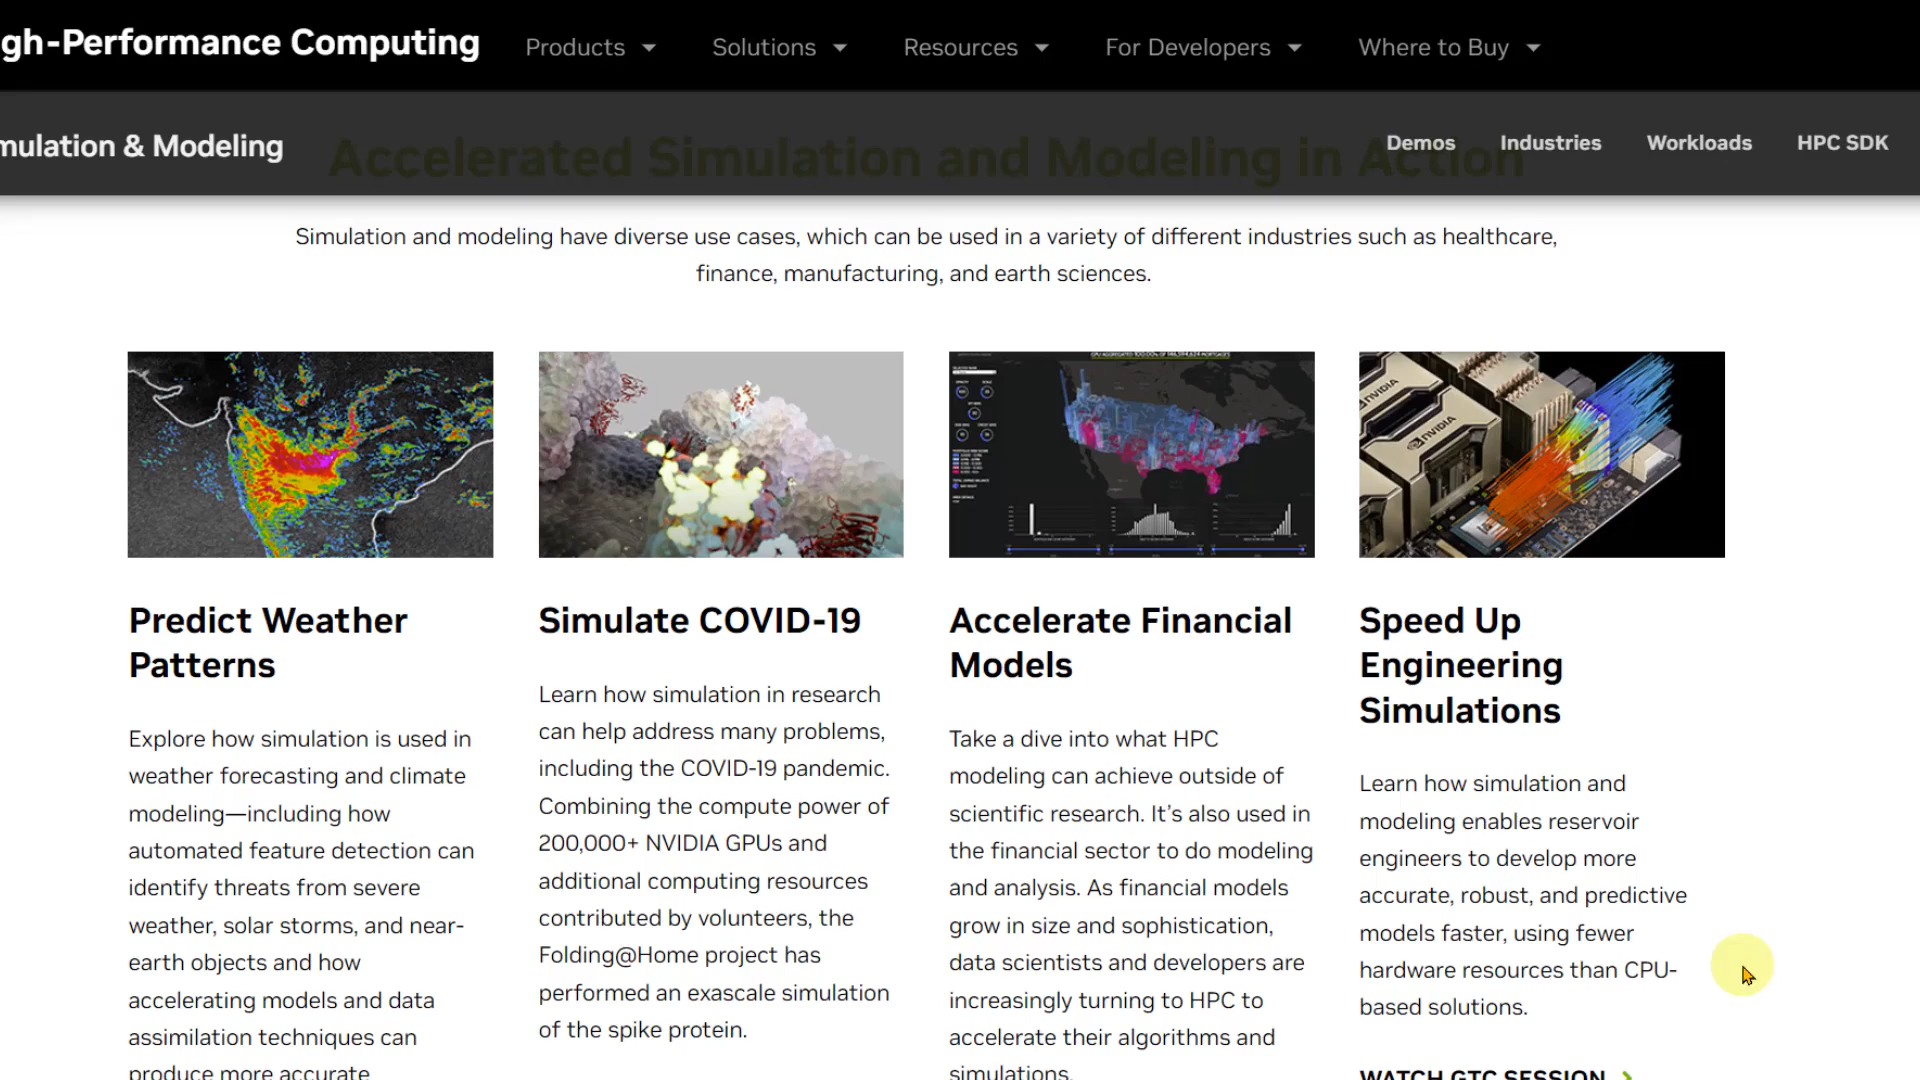 gh-Performance Computing
Products
Solutions
Resources
For Developers
Where to Buy
mulation & Modeling
Accelerated Simulation and Modeling in Action
Demos
Industries
Workloads
HPC SDK
Simulation and modeling have diverse use cases, which can be used in a variety of different industries such as healthcare,
finance, manufacturing, and earth sciences.
NVIDIA
NVIDIA
Predict Weather
Patterns
Explore how simulation is used in
weather forecasting and climate
modeling—including how
automated feature detection can
identify threats from severe
weather, solar storms, and near-
earth objects and how
accelerating models and data
assimilation techniques can
produce more accurate
Simulate COVID-19
Learn how simulation in research
can help address many problems,
including the COVID-19 pandemic.
Combining the compute power of
200,000+ NVIDIA GPUs and
additional computing resources
contributed by volunteers, the
Folding@Home project has
performed an exascale simulation
of the spike protein.
Accelerate Financial
Models
Take a dive into what HPC
modeling can achieve outside of
scientific research. It’s also used in
the financial sector to do modeling
and analysis. As financial models
grow in size and sophistication,
data scientists and developers are
increasingly turning to HPC to
accelerate their algorithms and
simulations.
Speed Up
Engineering
Simulations
Learn how simulation and
modeling enables reservoir
engineers to develop more
accurate, robust, and predictive
models faster, using fewer
hardware resources than CPU-
based solutions.
WATCH GTC SESSION